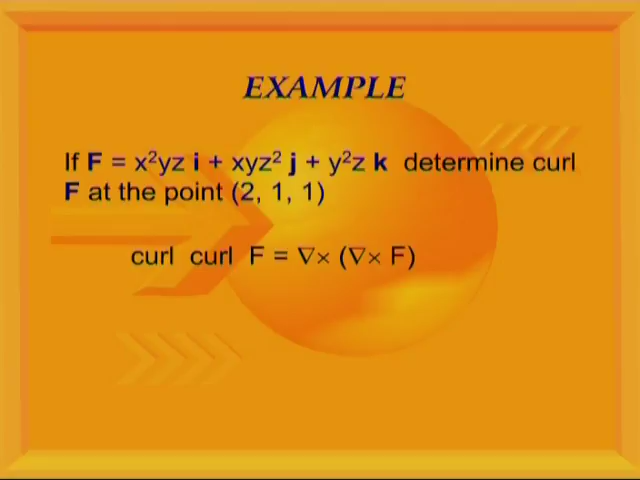 EXAMPLE
If F = x²yz i + xyz² j + y²z k determine curl
F at the point (2, 1, 1)
curl curl F = ∇× (∇× F)